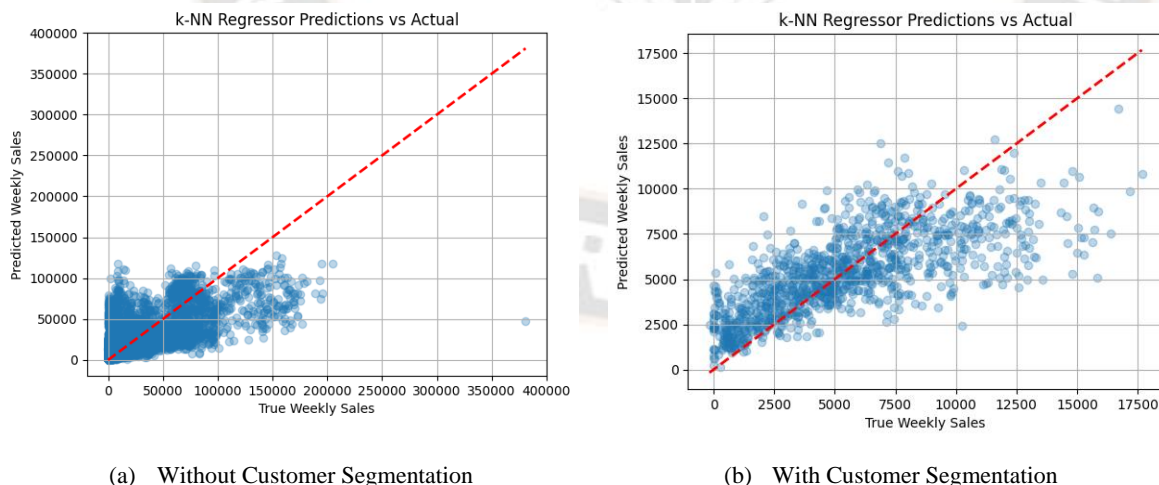 k-NN Regressor Predictions vs Actual
400000
350000
300000
250000
200000
150000
100000
50000
0
Predicted Weekly Sales
0 50000 100000 150000 200000 250000 300000 350000 400000
True Weekly Sales
(a) Without Customer Segmentation
k-NN Regressor Predictions vs Actual
17500
15000
12500
10000
7500
5000
2500
0
Predicted Weekly Sales
0 2500 5000 7500 10000 12500 15000 17500
True Weekly Sales
(b) With Customer Segmentation